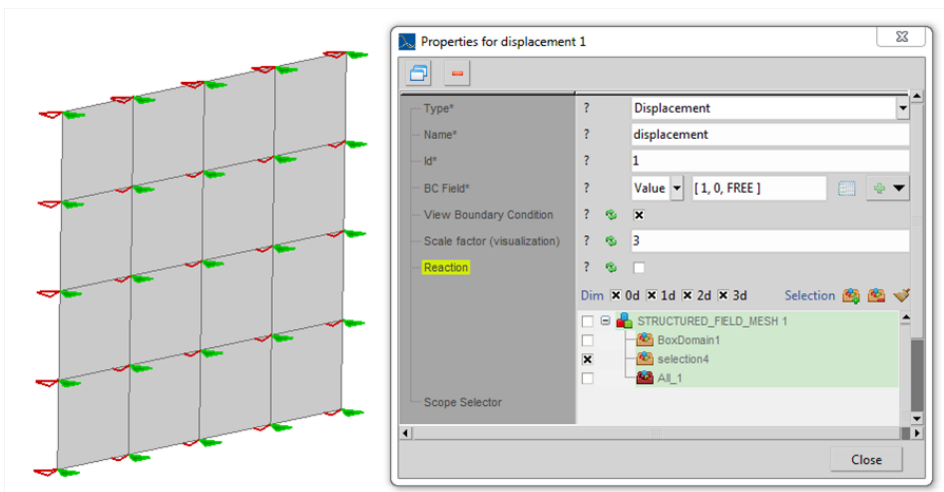 Properties for displacement 1
Type* ? Displacement
Name* ? displacement
Id* ? 1
BC Field* ? Value [ 1, 0, FREE ]
View Boundary Condition ?
Scale factor (visualization) ? 3
Reaction ?
Dim 0d 1d 2d 3d Selection
STRUCTURED_FIELD_MESH 1
BoxDomain1
selection4
All_1
Scope Selector
Close